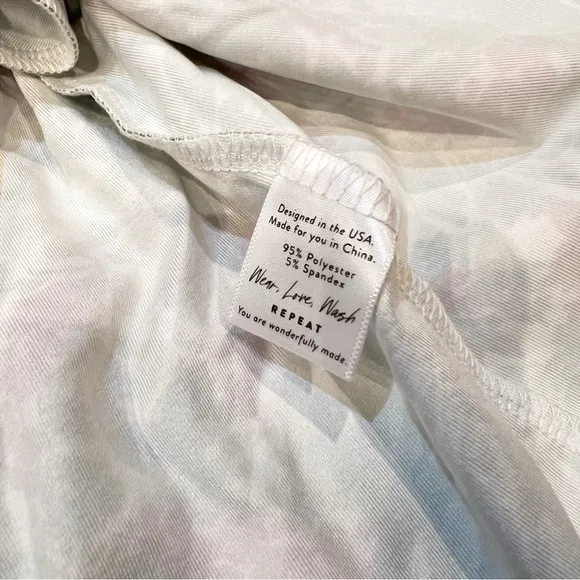 Designed in the USA.
Made for you in China.
95% Polyester
5% Spandex
Wear, Love, Wash
REPEAT
You are wonderfully made.